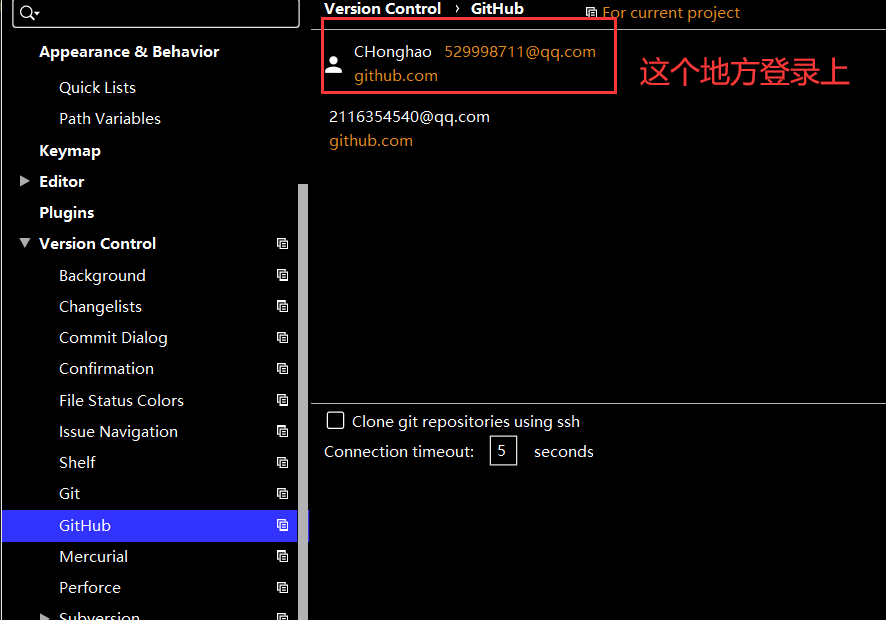 Version Control › GitHub For current project
Appearance & Behavior
Quick Lists
Path Variables
Keymap
Editor
Plugins
Version Control
Background
Changelists
Commit Dialog
Confirmation
File Status Colors
Issue Navigation
Shelf
Git
GitHub
Mercurial
Perforce
Subversion
CHonghao 529998711@qq.com
github.com
这个地方登录上
2116354540@qq.com
github.com
Clone git repositories using ssh
Connection timeout: 5 seconds